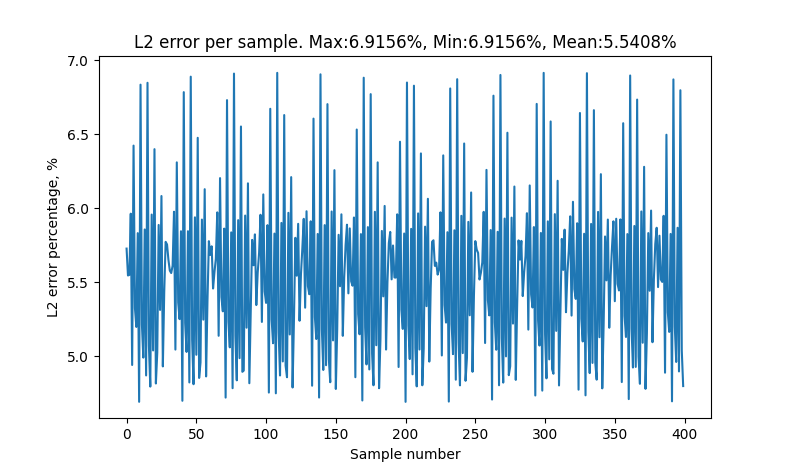 L2 error per sample. Max:6.9156%, Min:6.9156%, Mean:5.5408%
7.0
6.5
6.0
5.5
5.0
L2 error percentage, %
0 50 100 150 200 250 300 350 400
Sample number